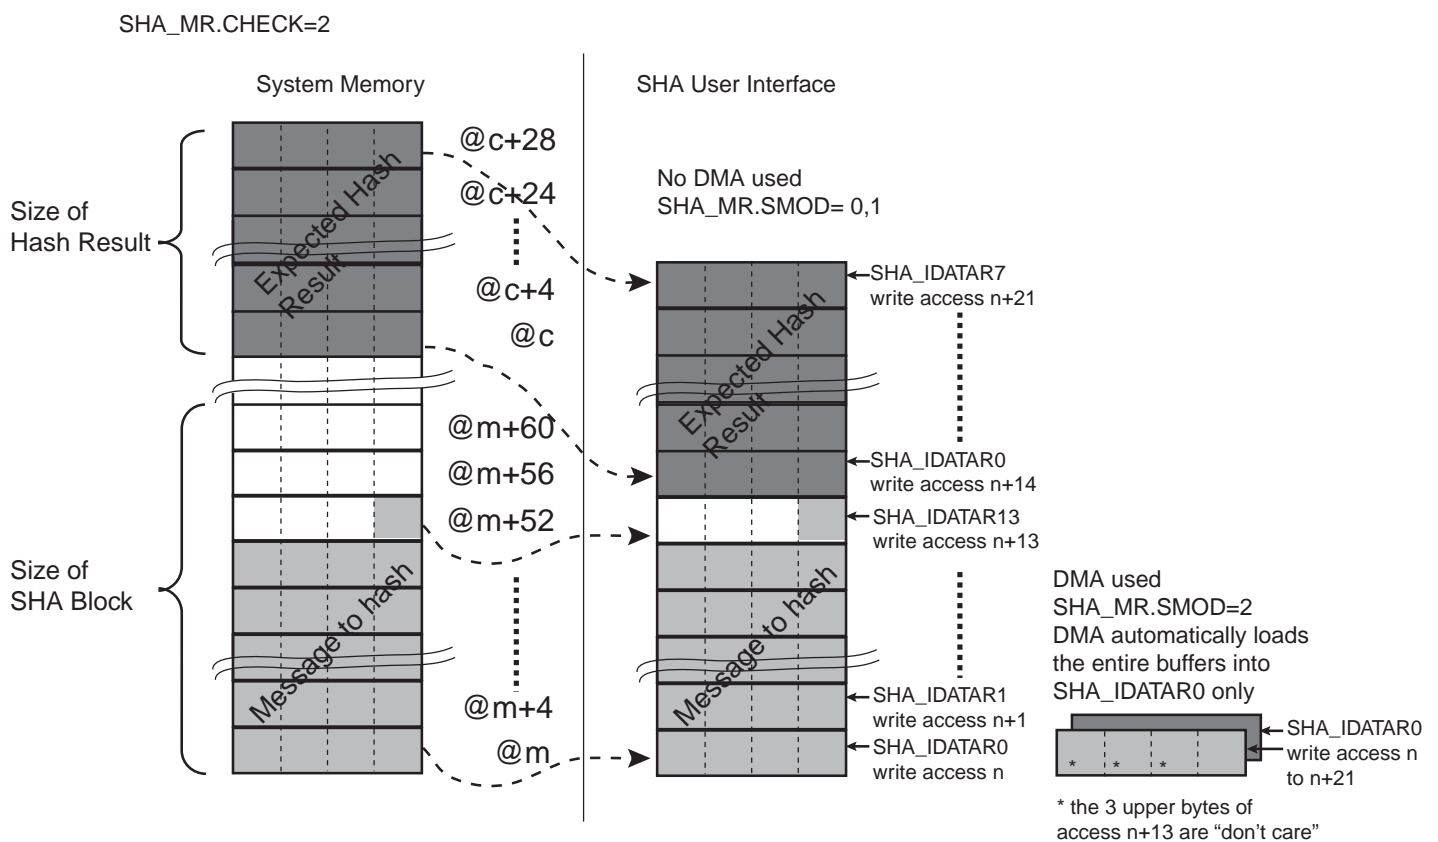 SHA_MR.CHECK=2
System Memory
SHA User Interface
Size of
Hash Result
Expected Hash
Result
@c+28
@c+24
@c+4
@c
No DMA used
SHA_MR.SMOD= 0,1
Expected Hash
Result
SHA_IDATAR7
write access n+21
SHA_IDATAR0
write access n+14
SHA_IDATAR13
write access n+13
Size of
SHA Block
Message to hash
@m+60
@m+56
@m+52
@m+4
@m
Message to hash
SHA_IDATAR1
write access n+1
SHA_IDATAR0
write access n
DMA used
SHA_MR.SMOD=2
DMA automatically loads
the entire buffers into
SHA_IDATAR0 only
* * *
SHA_IDATAR0
write access n
to n+21
* the 3 upper bytes of
access n+13 are “don’t care”